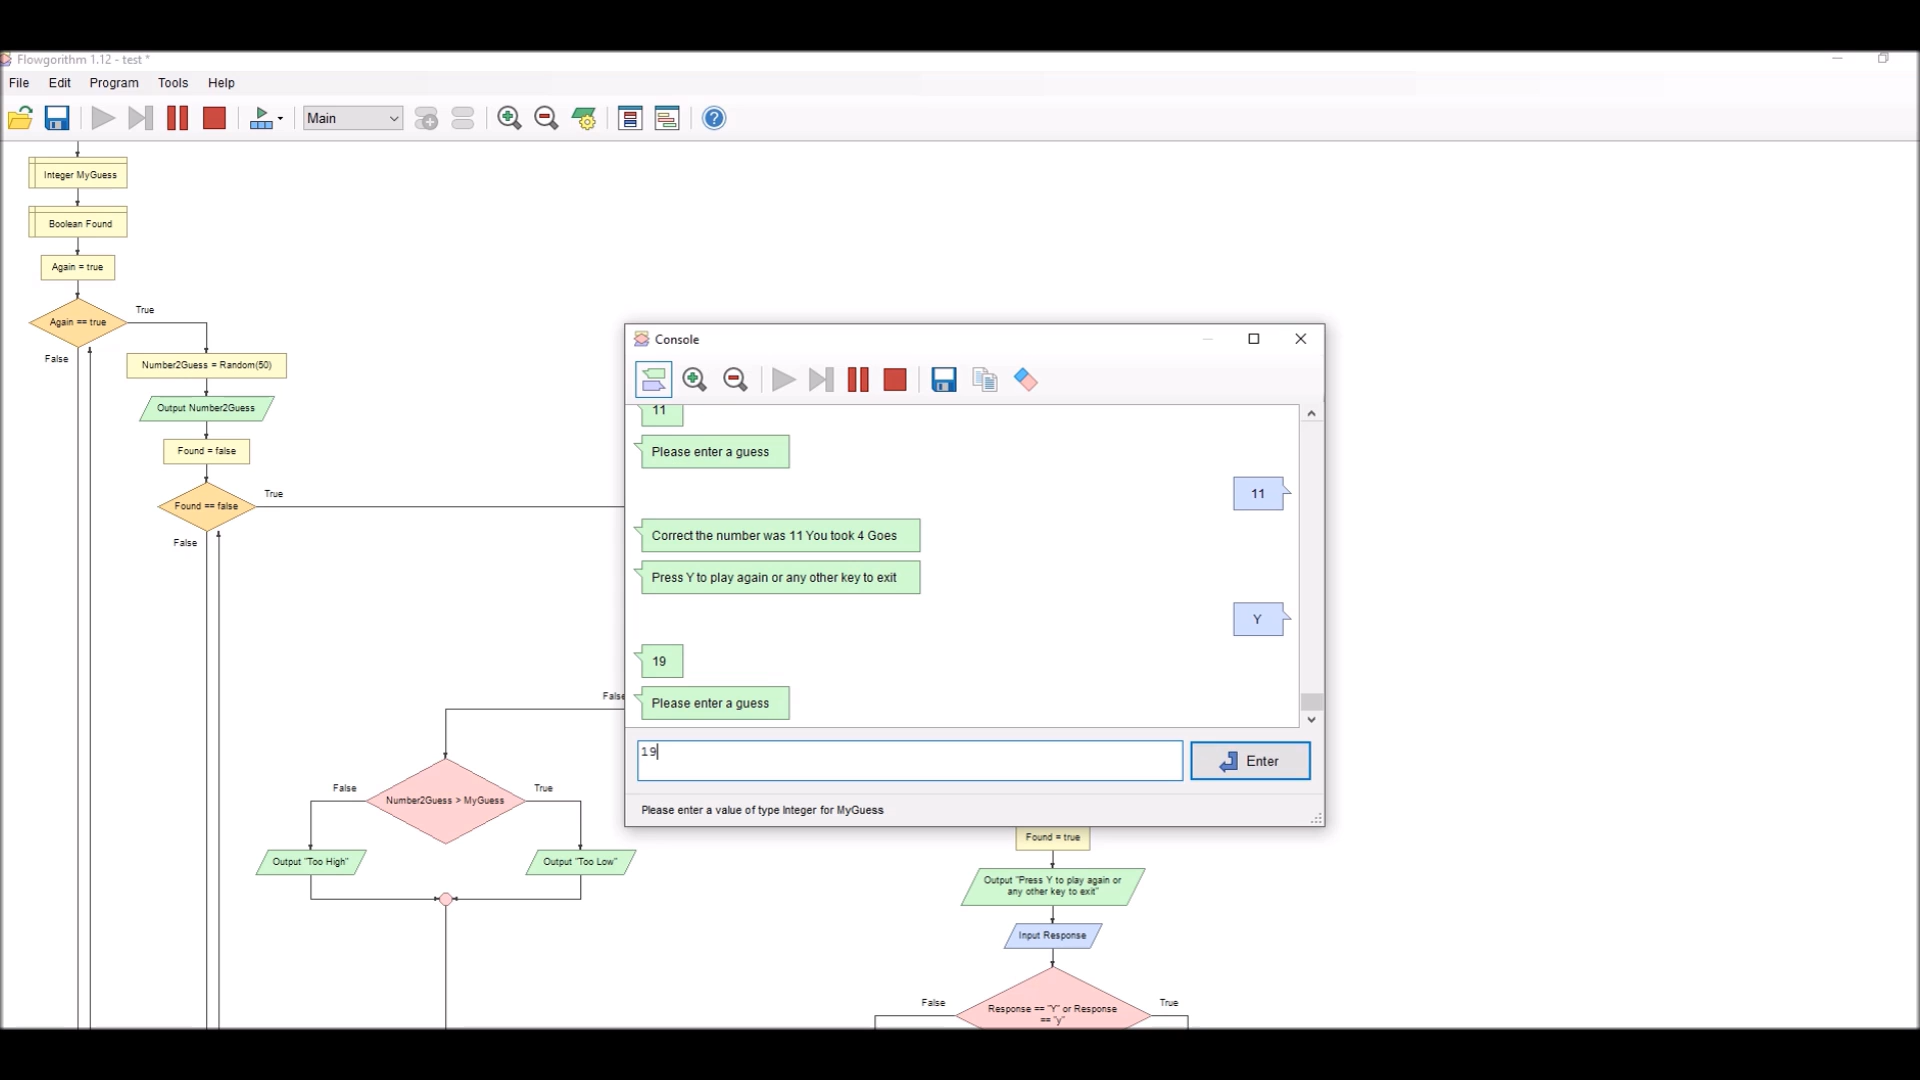 Flowgorithm 1.12 - test *
File Edit Program Tools Help
Main
Integer MyGuess
Boolean Found
Again = true
Again == true
True
False
Number2Guess = Random(50)
Output Number2Guess
Found = false
Found == false
True
False
False
Number2Guess > MyGuess
False
True
Output "Too High"
Output "Too Low"
Console
11
Please enter a guess
11
Correct the number was 11 You took 4 Goes
Press Y to play again or any other key to exit
Y
19
Please enter a guess
19
Enter
Please enter a value of type Integer for MyGuess
Found = true
Output "Press Y to play again or
any other key to exit"
Input Response
False
True
Response == "Y" or Response
== "y"